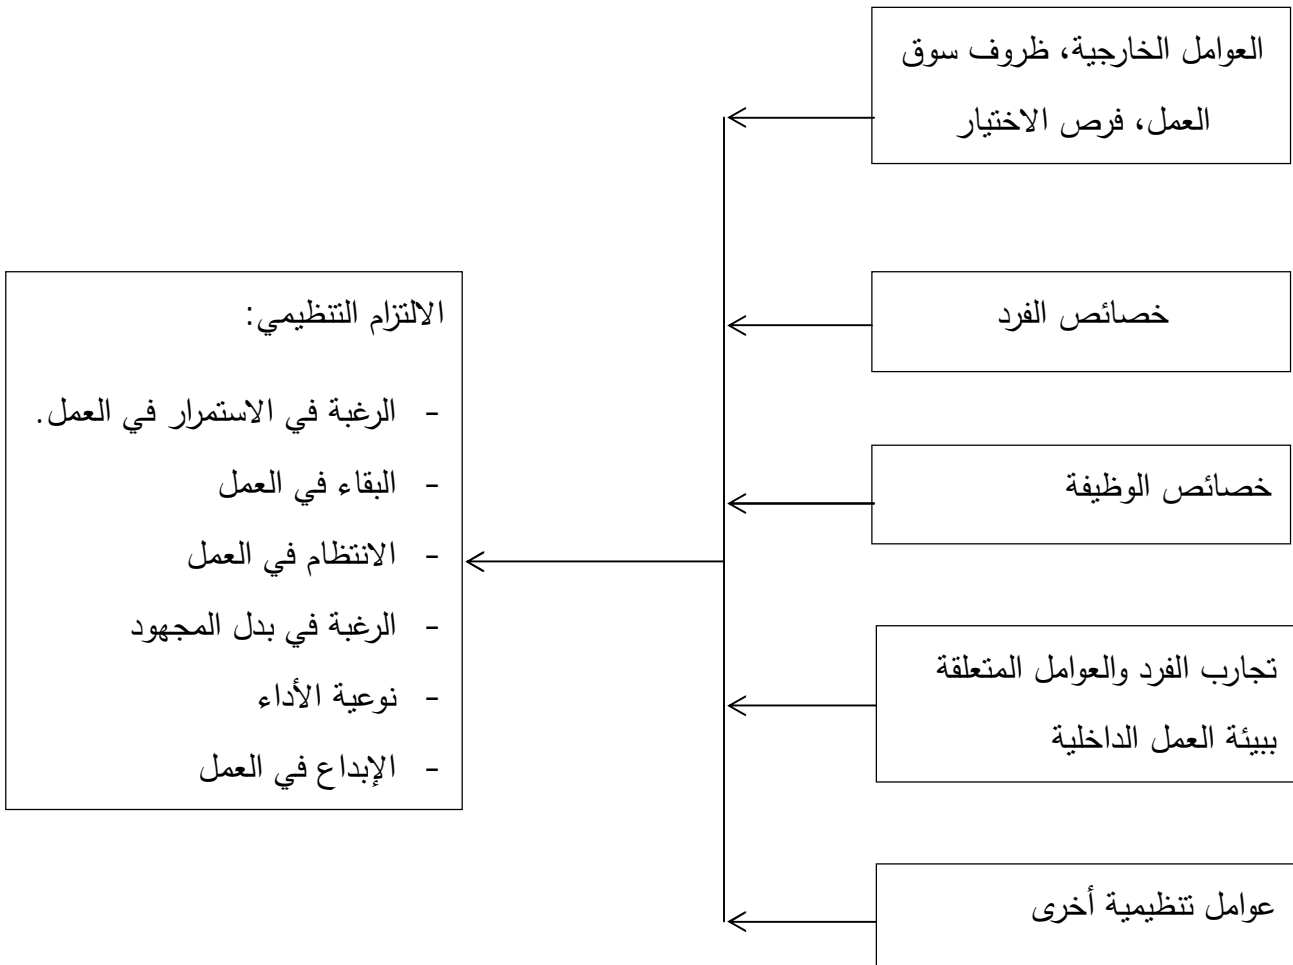 العوامل الخارجية، ظروف سوق
العمل، فرص الاختيار
خصائص الفرد
خصائص الوظيفة
تجارب الفرد والعوامل المتعلقة
ببيئة العمل الداخلية
عوامل تنظيمية أخرى
الالتزام التنظيمي:
- الرغبة في الاستمرار في العمل.
- البقاء في العمل
- الانتظام في العمل
- الرغبة في بدل المجهود
- نوعية الأداء
- الإبداع في العمل